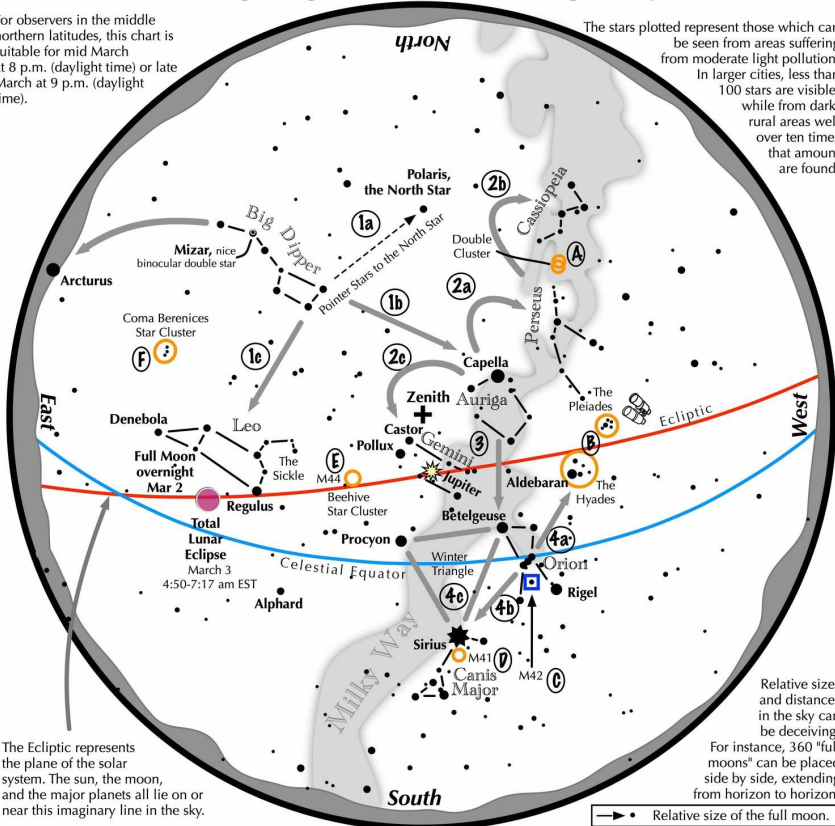 or observers in the middle
orthern latitudes, this chart is
uitable for mid March
t 8 p.m. (daylight time) or late
March at 9 p.m. (daylight
ime).
The stars plotted represent those which can
be seen from areas suffering
from moderate light pollution
In larger cities, less than
100 stars are visible
while from dark
rural areas well
over ten time
that amoun
are found
North
Polaris,
the North Star
1a
2b
Cassiopeia
Big Dipper
Mizar, nice
binocular double star
Pointer Stars to the North Star
Double
Cluster
A
Arcturus
2a
Perseus
1b
Coma Berenices
Star Cluster
F
1c
2c
Capella
Zenith
Auriga
The
Pleiades
Ecliptic
East
West
Denebola
Leo
Castor
Pollux
Gemini
3
B
Full Moon
overnight
Mar 2
The
Sickle
E
M44
Beehive
Star Cluster
Jupiter
Aldebaran
The
Hyades
Regulus
Total
Lunar
Eclipse
March 3
4:50-7:17 am EST
Betelgeuse
Procyon
Winter
Triangle
4a
Orion
Celestial Equator
Alphard
4c
4b
Rigel
Sirius
M41
D
M42
C
Canis
Major
Milky Way
The Ecliptic represents
the plane of the solar
system. The sun, the moon,
and the major planets all lie on or
near this imaginary line in the sky.
South
Relative size
and distance
in the sky can
be deceiving
For instance, 360 "ful
moons" can be placed
side by side, extending
from horizon to horizon
Relative size of the full moon.